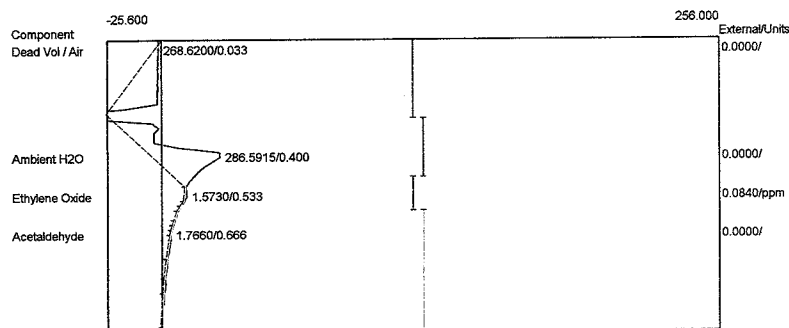 -25.600 256.000
Component External/Units
Dead Vol / Air 268.6200/0.033 0.0000/
Ambient H2O 286.5915/0.400 0.0000/
Ethylene Oxide 1.5730/0.533 0.0840/ppm
Acetaldehyde 1.7660/0.666 0.0000/